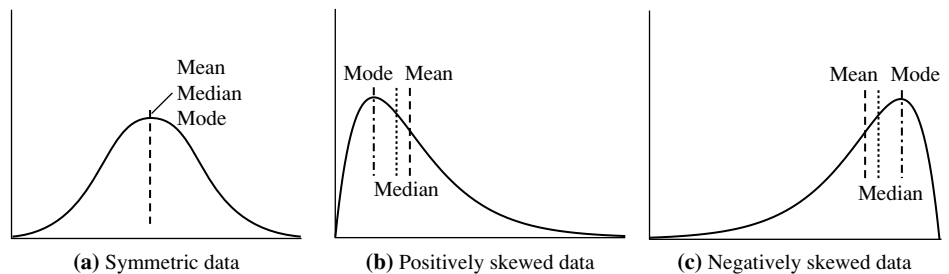 Mean
Median
Mode
(a) Symmetric data
Mode Mean
Median
(b) Positively skewed data
Mean Mode
Median
(c) Negatively skewed data